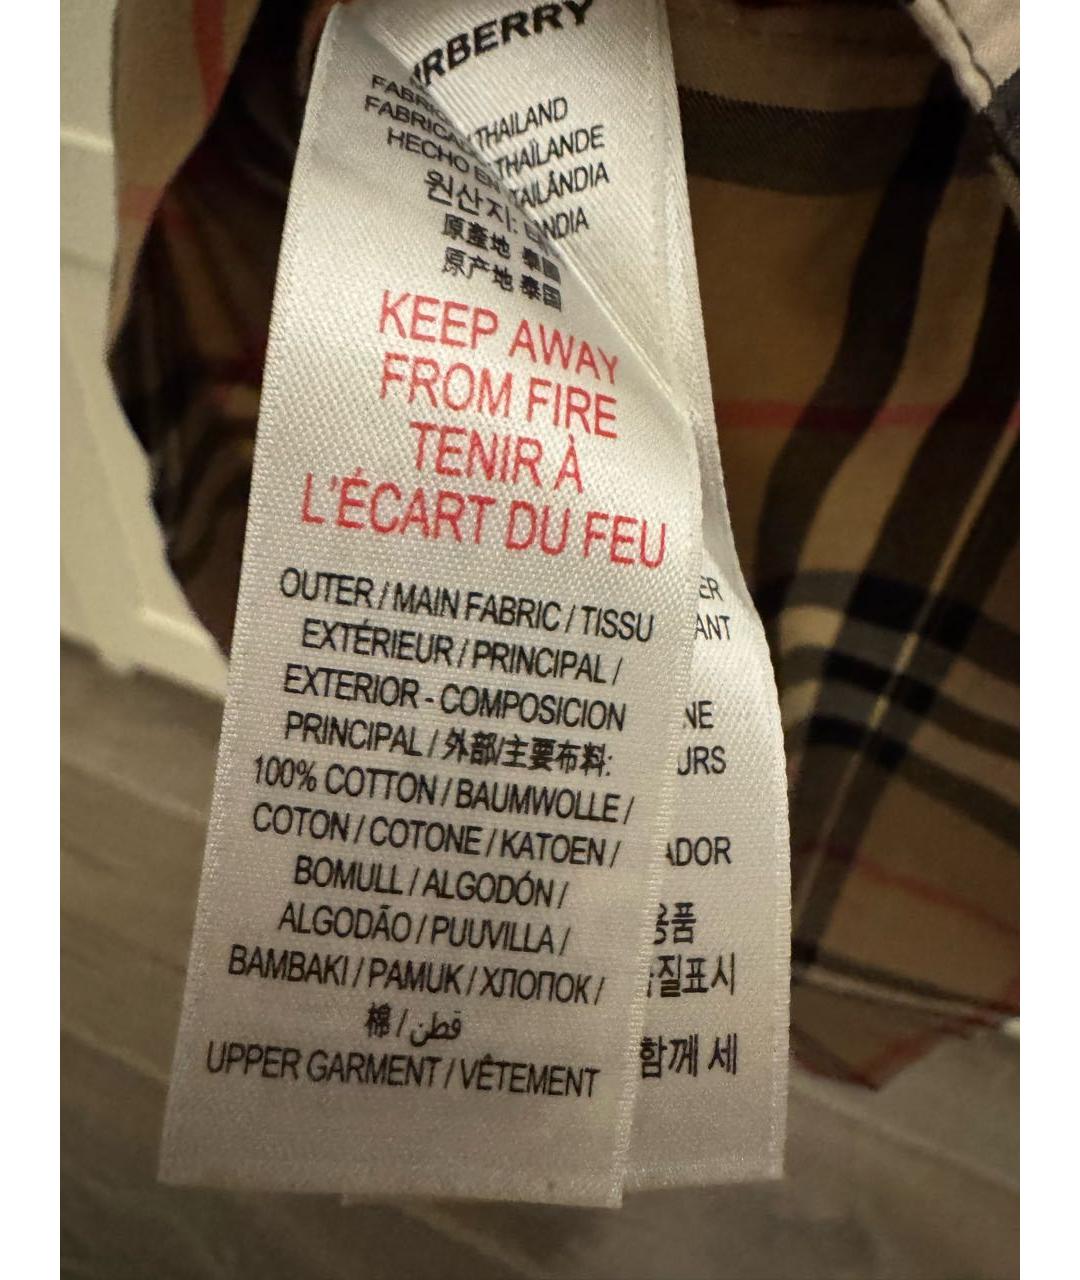 THAILAND
THAÏLANDE
HECHO EN TAILÂNDIA
원산지:
原產地 泰國
原产地 泰国
KEEP AWAY
FROM FIRE
TENIR À
L'ÉCART DU FEU
OUTER / MAIN FABRIC / TISSU
EXTÉRIEUR / PRINCIPAL /
EXTERIOR - COMPOSICION
PRINCIPAL / 外部/主要布料:
100% COTTON / BAUMWOLLE /
COTON / COTONE / KATOEN /
BOMULL / ALGODÓN /
ALGODÃO / PUUVILLA /
BAMBAKI / PAMUK / ХЛОПОК /
棉 / قطن
UPPER GARMENT / VÊTEMENT
함께 세